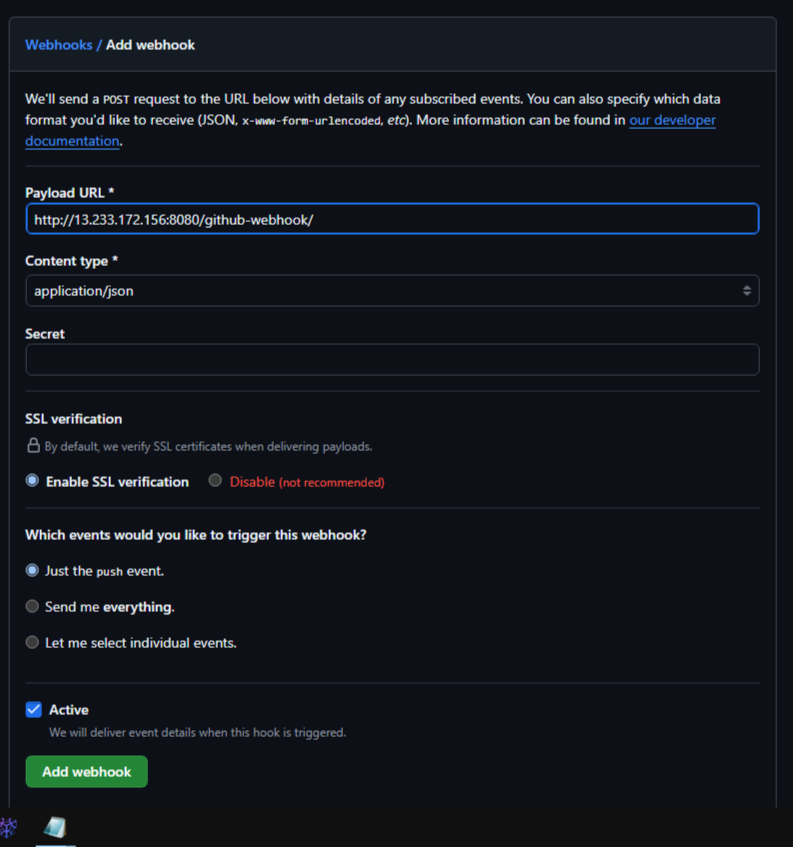 Webhooks / Add webhook
We'll send a POST request to the URL below with details of any subscribed events. You can also specify which data
format you'd like to receive (JSON, x-www-form-urlencoded, etc). More information can be found in our developer
documentation.
Payload URL *
http://13.233.172.156:8080/github-webhook/
Content type *
application/json
Secret
SSL verification
By default, we verify SSL certificates when delivering payloads.
Enable SSL verification Disable (not recommended)
Which events would you like to trigger this webhook?
Just the push event.
Send me everything.
Let me select individual events.
Active
We will deliver event details when this hook is triggered.
Add webhook